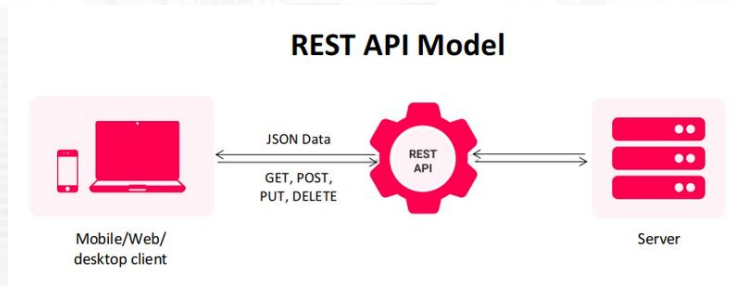 REST API Model
JSON Data
GET, POST,
PUT, DELETE
REST
API
Mobile/Web/
desktop client
Server